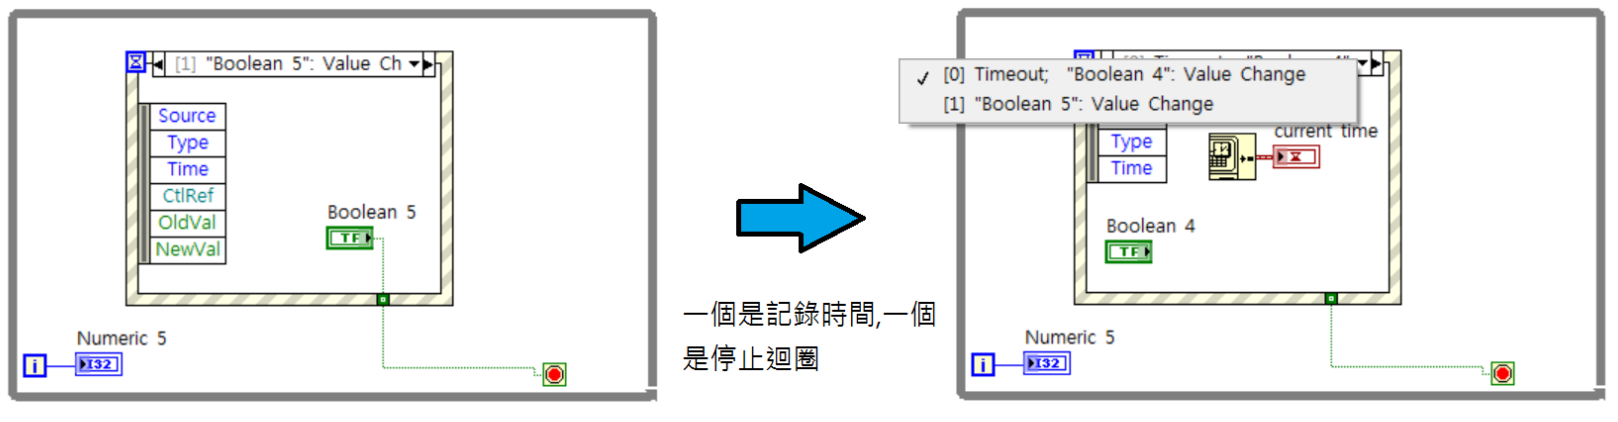 [1] "Boolean 5": Value Ch
Source
Type
Time
CtlRef
OldVal
NewVal
Boolean 5
TF
Numeric 5
i
I32
一個是記錄時間,一個
是停止迴圈
[0] Timeout; "Boolean 4": Value Change
[1] "Boolean 5": Value Change
current time
Type
Time
Boolean 4
TF
Numeric 5
i
I32